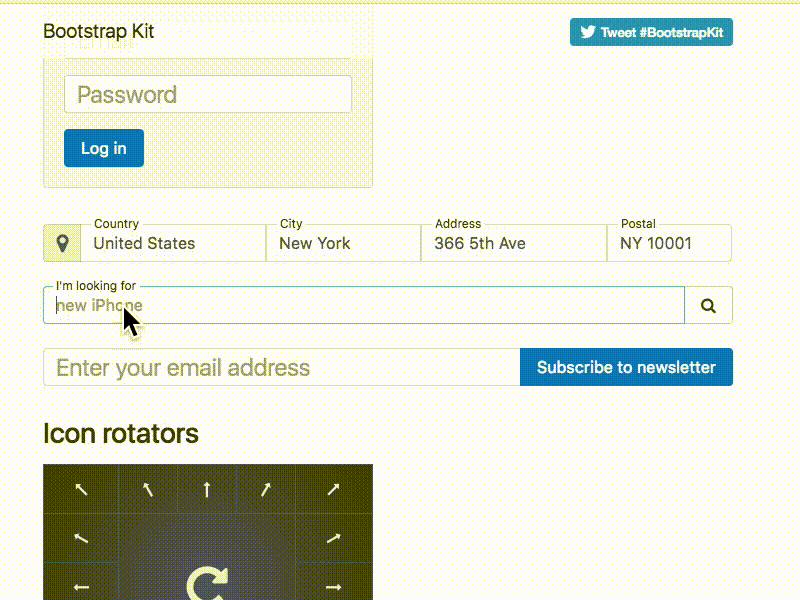 Bootstrap Kit
Tweet #BootstrapKit
Password
Log in
Country City Address Postal
United States New York 366 5th Ave NY 10001
I'm looking for
new iPhone
Enter your email address Subscribe to newsletter
Icon rotators